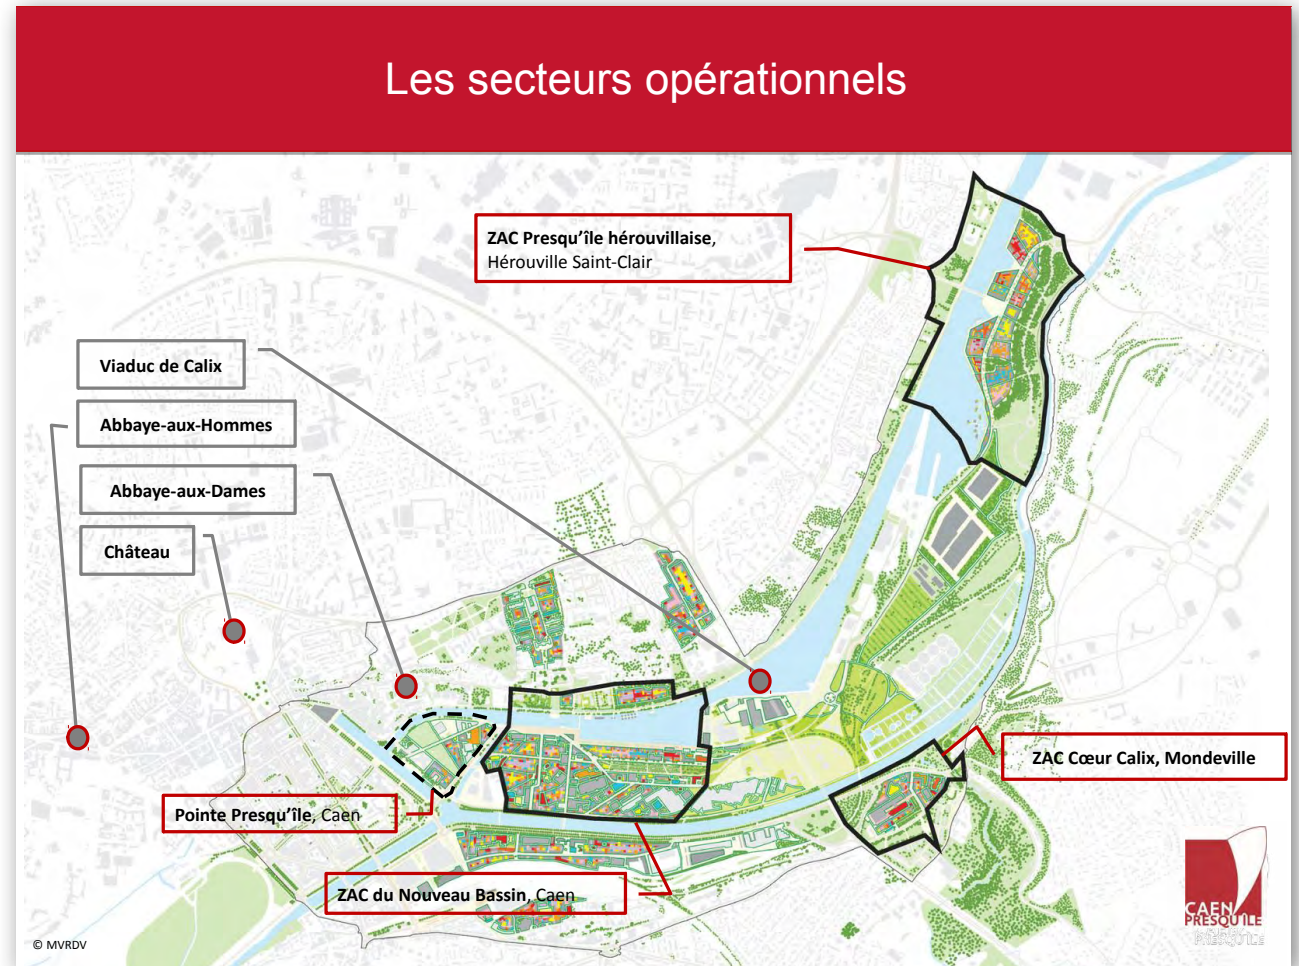 Les secteurs opérationnels
ZAC Presqu’île hérouvillaise,
Hérouville Saint-Clair
Viaduc de Calix
Abbaye-aux-Hommes
Abbaye-aux-Dames
Château
ZAC Cœur Calix, Mondeville
Pointe Presqu’île, Caen
ZAC du Nouveau Bassin, Caen
CAEN
PRESQU'ILE
© MVRDV